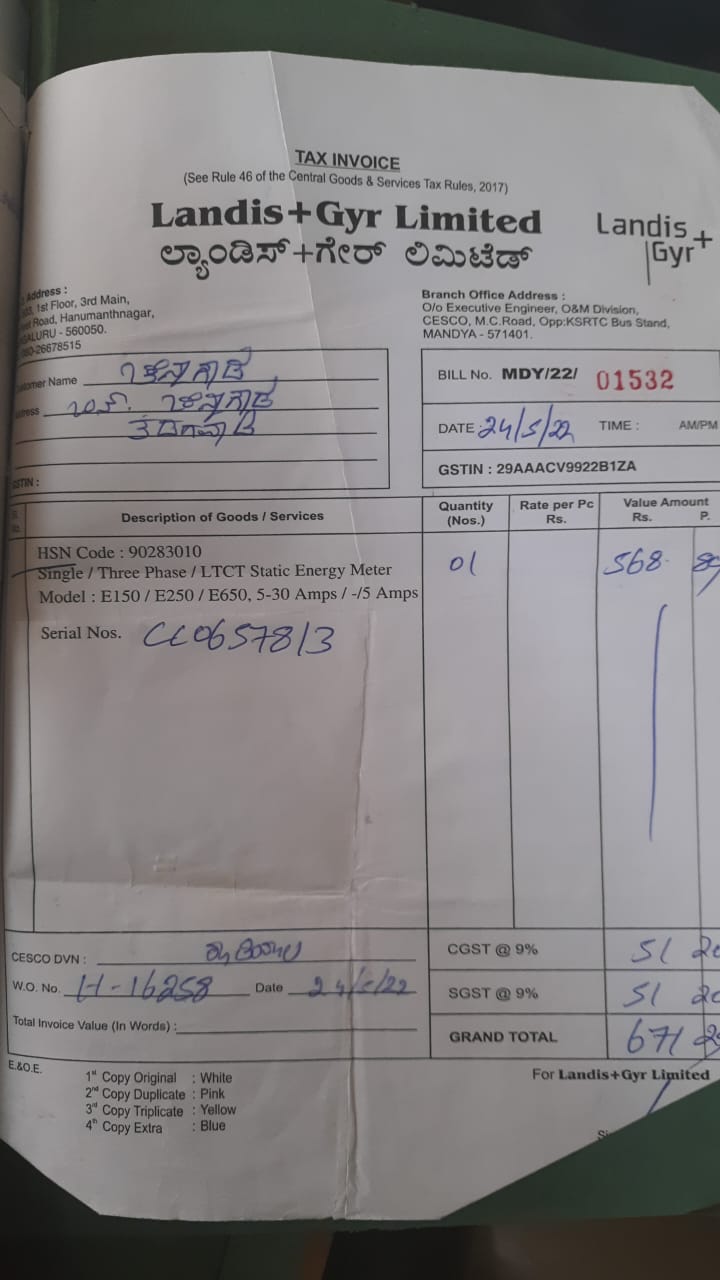 TAX INVOICE
(See Rule 46 of the Central Goods & Services Tax Rules, 2017)
Landis+Gyr Limited
ಲ್ಯಾಂಡಿಸ್+ಗೇರ್ ಲಿಮಿಟೆಡ್
Landis+
Gyr
Address :
1st Floor, 3rd Main,
Road, Hanumanthnagar,
- 560050.
-26678515
Branch Office Address :
O/o Executive Engineer, O&M Division,
CESCO, M.C.Road, Opp:KSRTC Bus Stand,
MANDYA - 571401.
Name
BILL No. MDY/22/ 01532
DATE 24/5/22 TIME : AM/PM
GSTIN :
GSTIN : 29AAACV9922B1ZA
Description of Goods / Services
Quantity (Nos.)
Rate per Pc Rs.
Value Amount
Rs. P.
HSN Code : 90283010
Single / Three Phase / LTCT Static Energy Meter
01 568
Model : E150 / E250 / E650, 5-30 Amps / -/5 Amps
Serial Nos.
CESCO DVN :
CGST @ 9% 51
W.O. No. H-16258 Date
SGST @ 9% 51
Total Invoice Value (In Words) :
GRAND TOTAL 671
E.&O.E.
For Landis+Gyr Limited
1st Copy Original : White
2nd Copy Duplicate : Pink
3rd Copy Triplicate : Yellow
4th Copy Extra : Blue